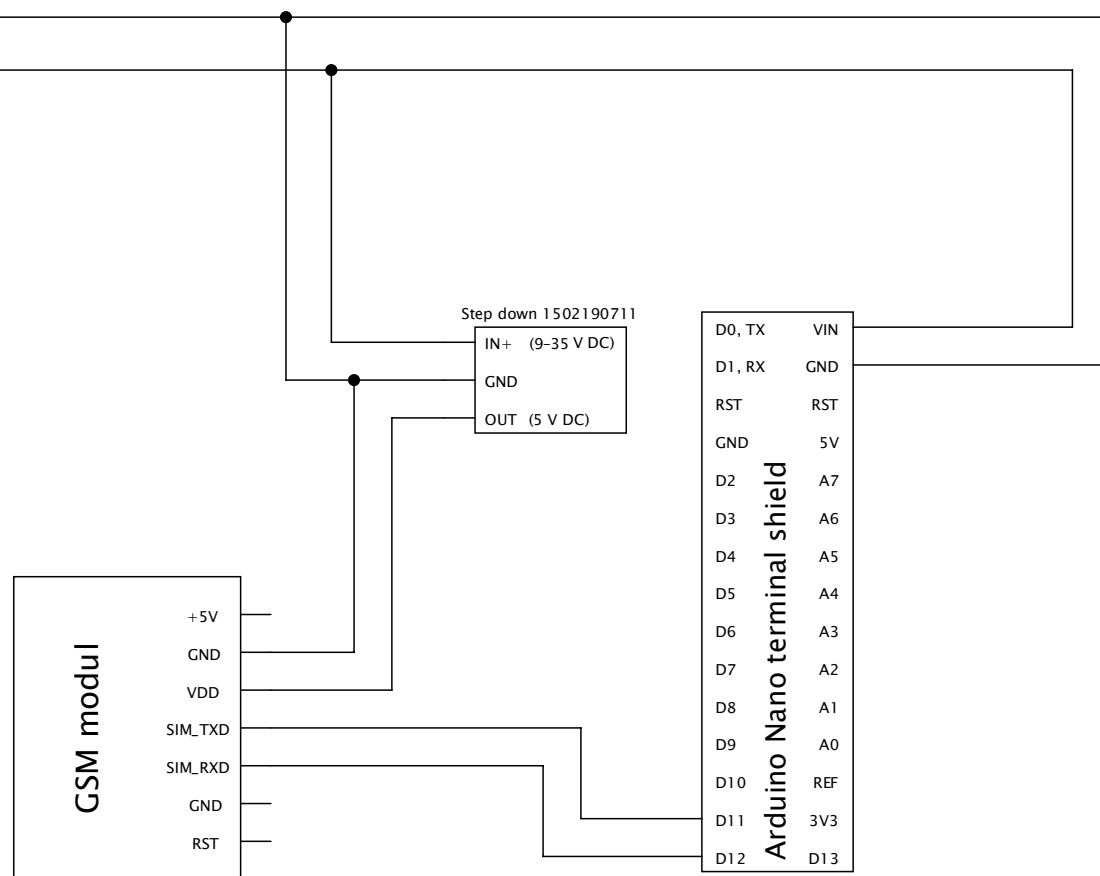 Step down 1502190711
IN+ (9-35 V DC)
GND
OUT (5 V DC)
D0, TX VIN
D1, RX GND
RST RST
GND 5V
D2 A7
D3 A6
D4 A5
D5 A4
D6 A3
D7 A2
D8 A1
D9 A0
D10 REF
D11 3V3
D12 D13
Arduino Nano terminal shield
GSM modul
+5V
GND
VDD
SIM_TXD
SIM_RXD
GND
RST